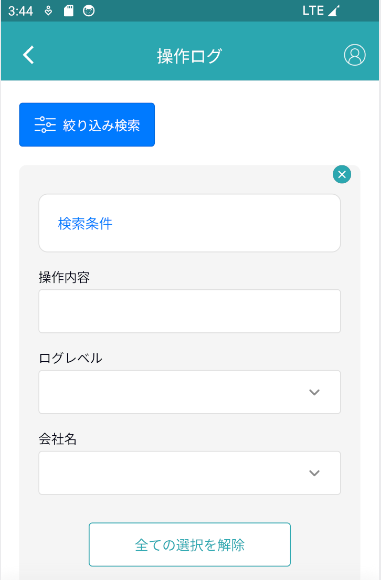 3:44
LTE
操作ログ
絞り込み検索
検索条件
操作内容
ログレベル
会社名
全ての選択を解除